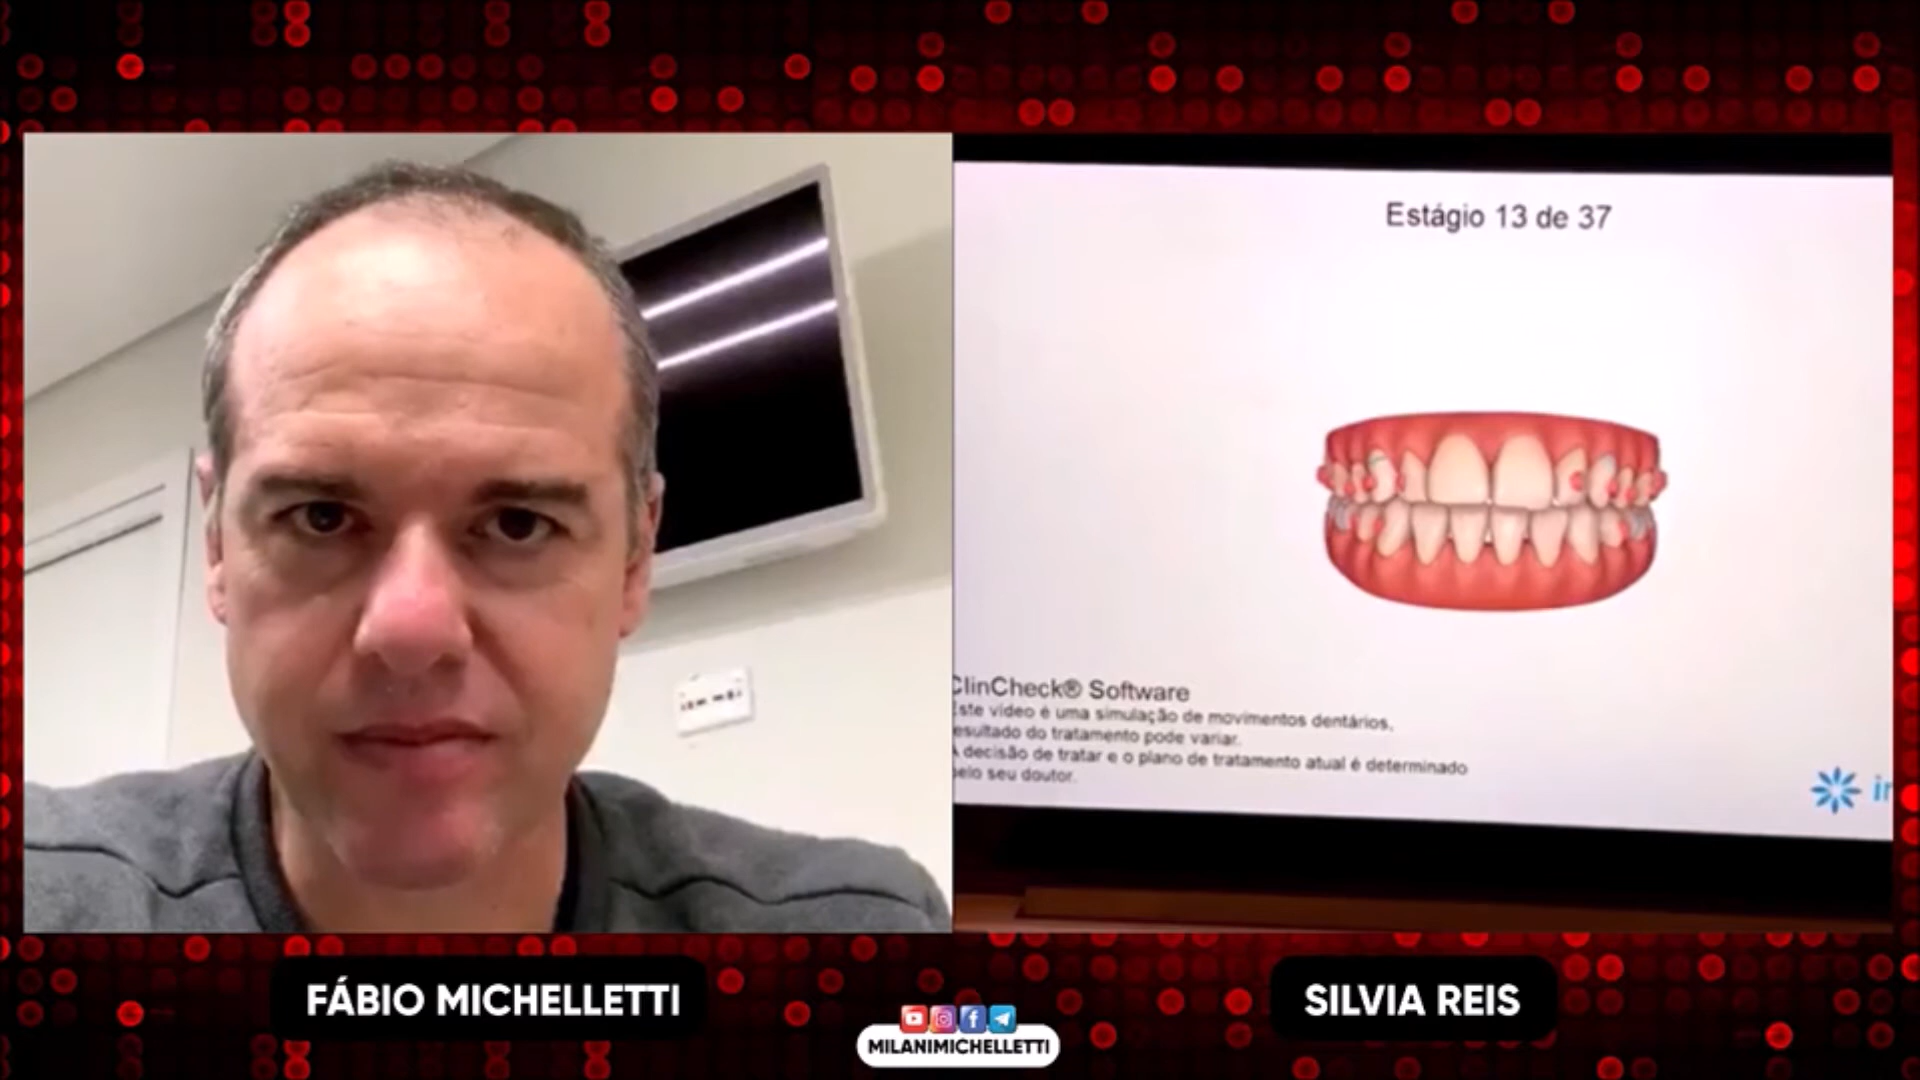 Estágio 13 de 37
ClinCheck® Software
Este vídeo é uma simulação de movimentos dentários,
resultado do tratamento pode variar.
A decisão de tratar e o plano de tratamento atual é determinado
pelo seu doutor.
FÁBIO MICHELLETTI
SILVIA REIS
MILANIMICHELLETTI